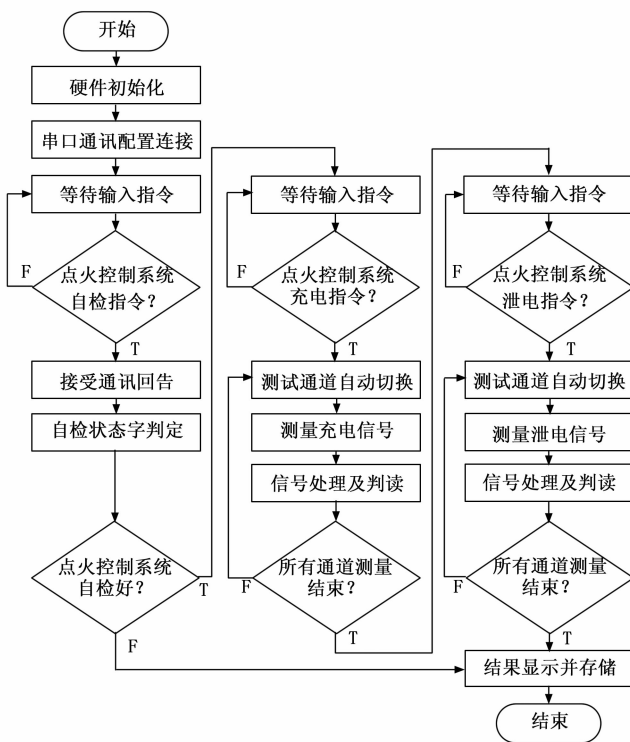 开始
硬件初始化
串口通讯配置连接
等待输入指令
点火控制系统
自检指令？
F
T
接受通讯回告
自检状态字判定
点火控制系统
自检好？
T
F
等待输入指令
点火控制系统
充电指令？
F
T
测试通道自动切换
测量充电信号
信号处理及判读
所有通道测量
结束？
F
T
等待输入指令
点火控制系统
泄电指令？
F
T
测试通道自动切换
测量泄电信号
信号处理及判读
所有通道测量
结束？
F
T
结果显示并存储
结束